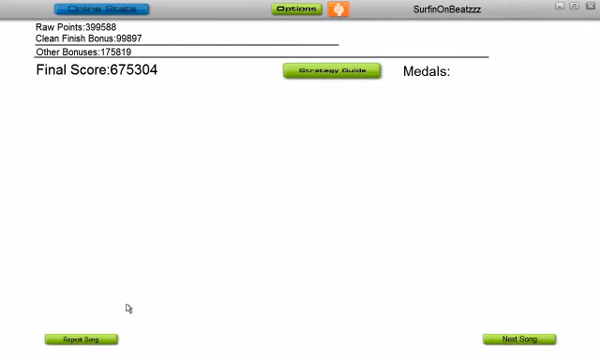 Online Stats Options SurfinOnBeatzzz
Raw Points:399588
Clean Finish Bonus:99897
Other Bonuses:175819
Final Score:675304 Strategy Guide Medals:
Repeat Song Next Song